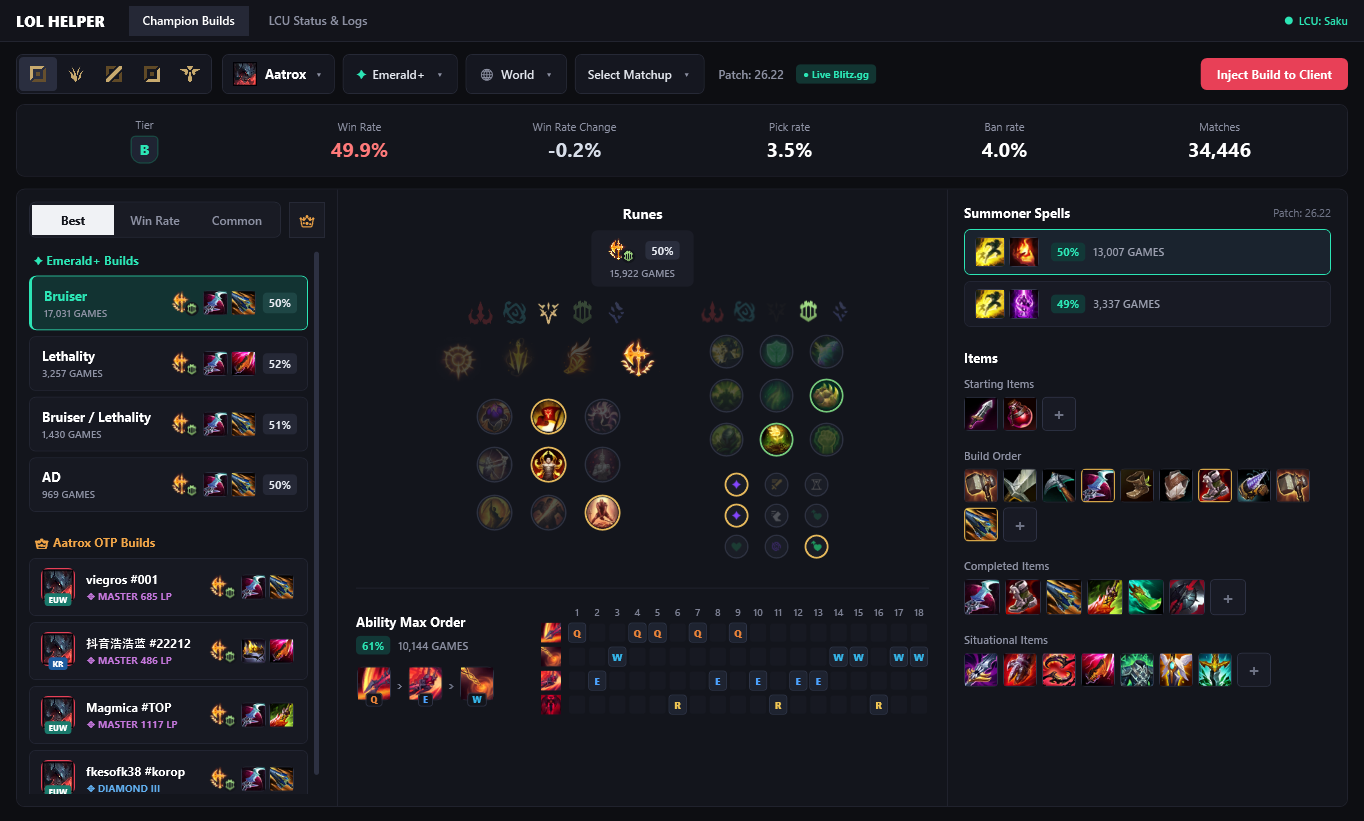 LOL HELPER
Champion Builds
LCU Status & Logs
LCU: Saku
Aatrox
Emerald+
World
Select Matchup
Patch: 26.22
Live Blitz.gg
Inject Build to Client
Tier
B
Win Rate
49.9%
Win Rate Change
-0.2%
Pick rate
3.5%
Ban rate
4.0%
Matches
34,446
Best
Win Rate
Common
Emerald+ Builds
Bruiser
17,031 GAMES
50%
Lethality
3,257 GAMES
52%
Bruiser / Lethality
1,430 GAMES
51%
AD
969 GAMES
50%
Aatrox OTP Builds
viegros #001
MASTER 685 LP
EUW
抖音浩浩蓝 #22212
MASTER 486 LP
KR
Magmica #TOP
MASTER 1117 LP
EUW
fkesofk38 #korop
DIAMOND III
EUW
Runes
50%
15,922 GAMES
Ability Max Order
61% 10,144 GAMES
Q > E > W
1 2 3 4 5 6 7 8 9 10 11 12 13 14 15 16 17 18
Q Q Q Q Q
W W W W W
E E E E E
R R R
Summoner Spells
Patch: 26.22
50% 13,007 GAMES
49% 3,337 GAMES
Items
Starting Items
+
Build Order
+
Completed Items
+
Situational Items
+